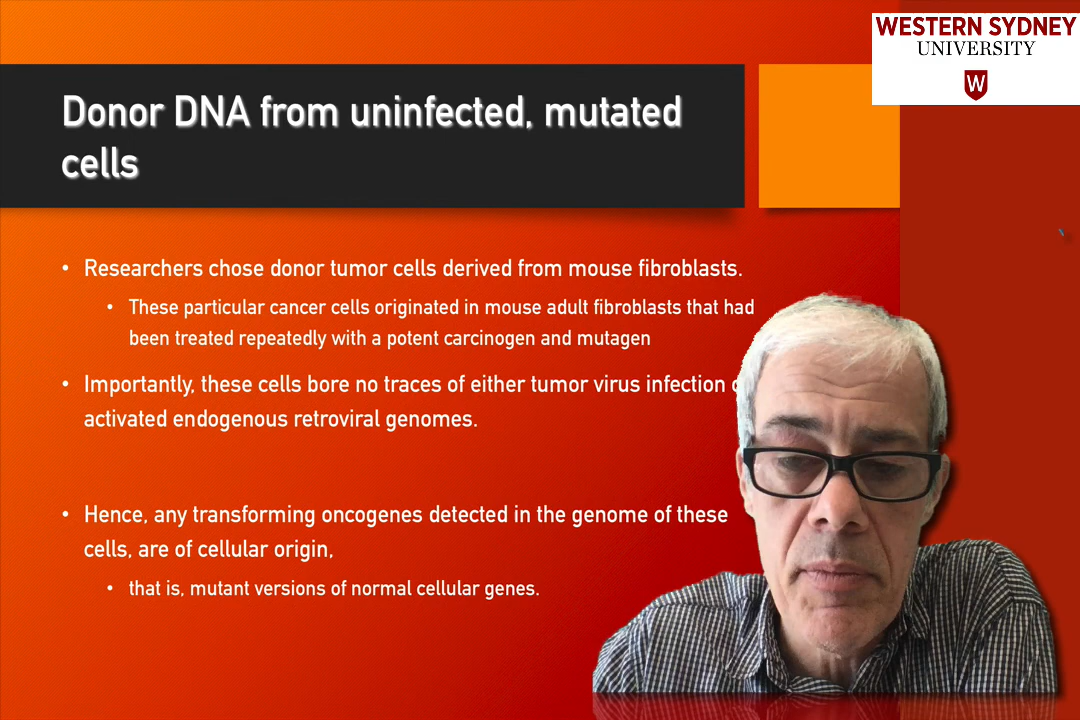 WESTERN SYDNEY
UNIVERSITY
W
Donor DNA from uninfected, mutated
cells
• Researchers chose donor tumor cells derived from mouse fibroblasts.
• These particular cancer cells originated in mouse adult fibroblasts that had
been treated repeatedly with a potent carcinogen and mutagen
• Importantly, these cells bore no traces of either tumor virus infection
activated endogenous retroviral genomes.
• Hence, any transforming oncogenes detected in the genome of these
cells, are of cellular origin,
• that is, mutant versions of normal cellular genes.